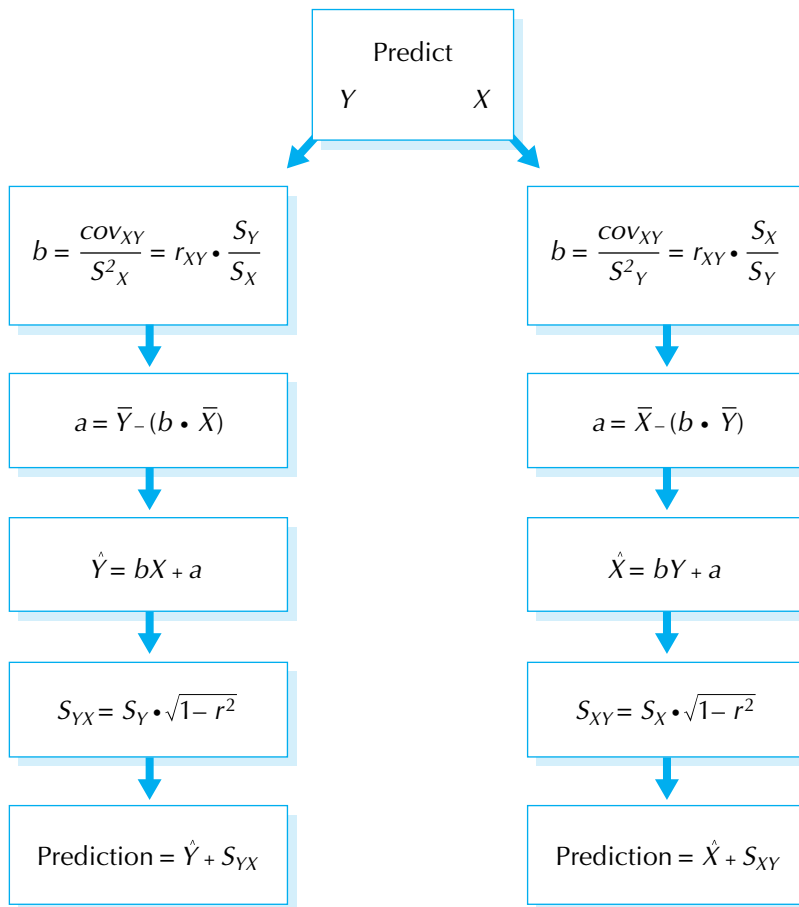 Predict
Y X
b = cov_XY / S²_X = r_XY • S_Y / S_X
a = Y̅ – (b • X̅)
Ŷ = bX + a
S_YX = S_Y • √1– r²
Prediction = Ŷ + S_YX
b = cov_XY / S²_Y = r_XY • S_X / S_Y
a = X̅ – (b • Y̅)
X̂ = bY + a
S_XY = S_X • √1– r²
Prediction = X̂ + S_XY